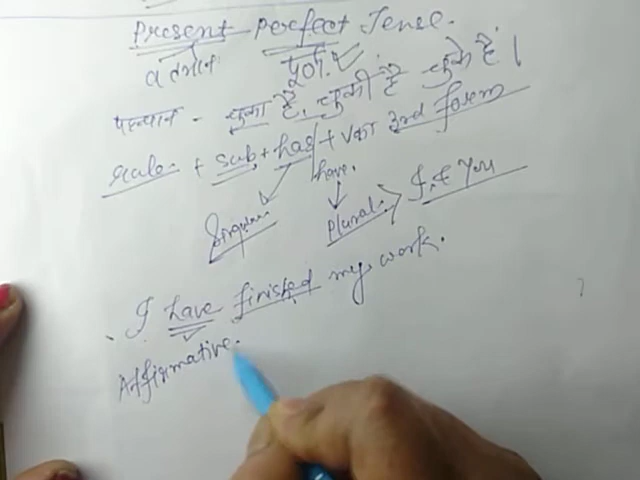 Present Perfect Tense.
वर्तमान पूर्ण
पहचान - चुका है, चुकी है चुके हैं।
rule + sub + has/have + V का 3rd form
Singular Plural > I & You
I have finished my work.
Affirmative.